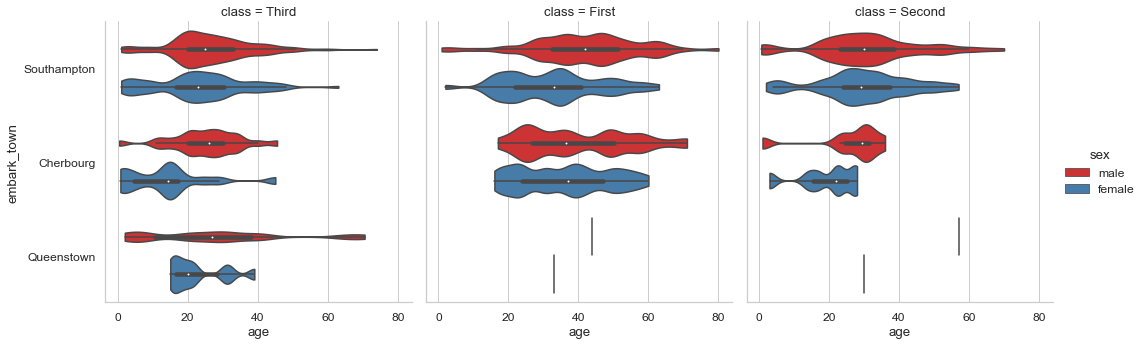 class = Third
class = First
class = Second
embark_town
Southampton
Cherbourg
Queenstown
0 20 40 60 80
0 20 40 60 80
0 20 40 60 80
age
age
age
sex
male
female